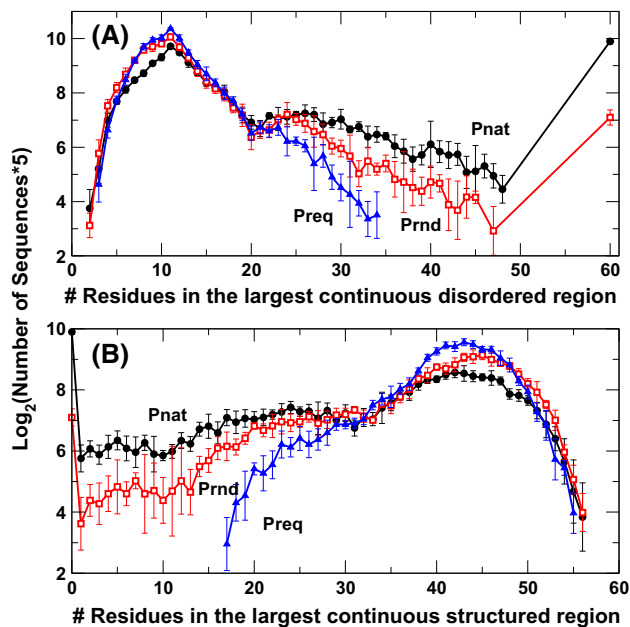 (A)
10
8
6
4
2
Pnat
Preq
Prnd
0 10 20 30 40 50 60
# Residues in the largest continuous disordered region
Log2(Number of Sequences*5)
(B)
10
8
6
4
2
Pnat
Prnd
Preq
0 10 20 30 40 50 60
# Residues in the largest continuous structured region